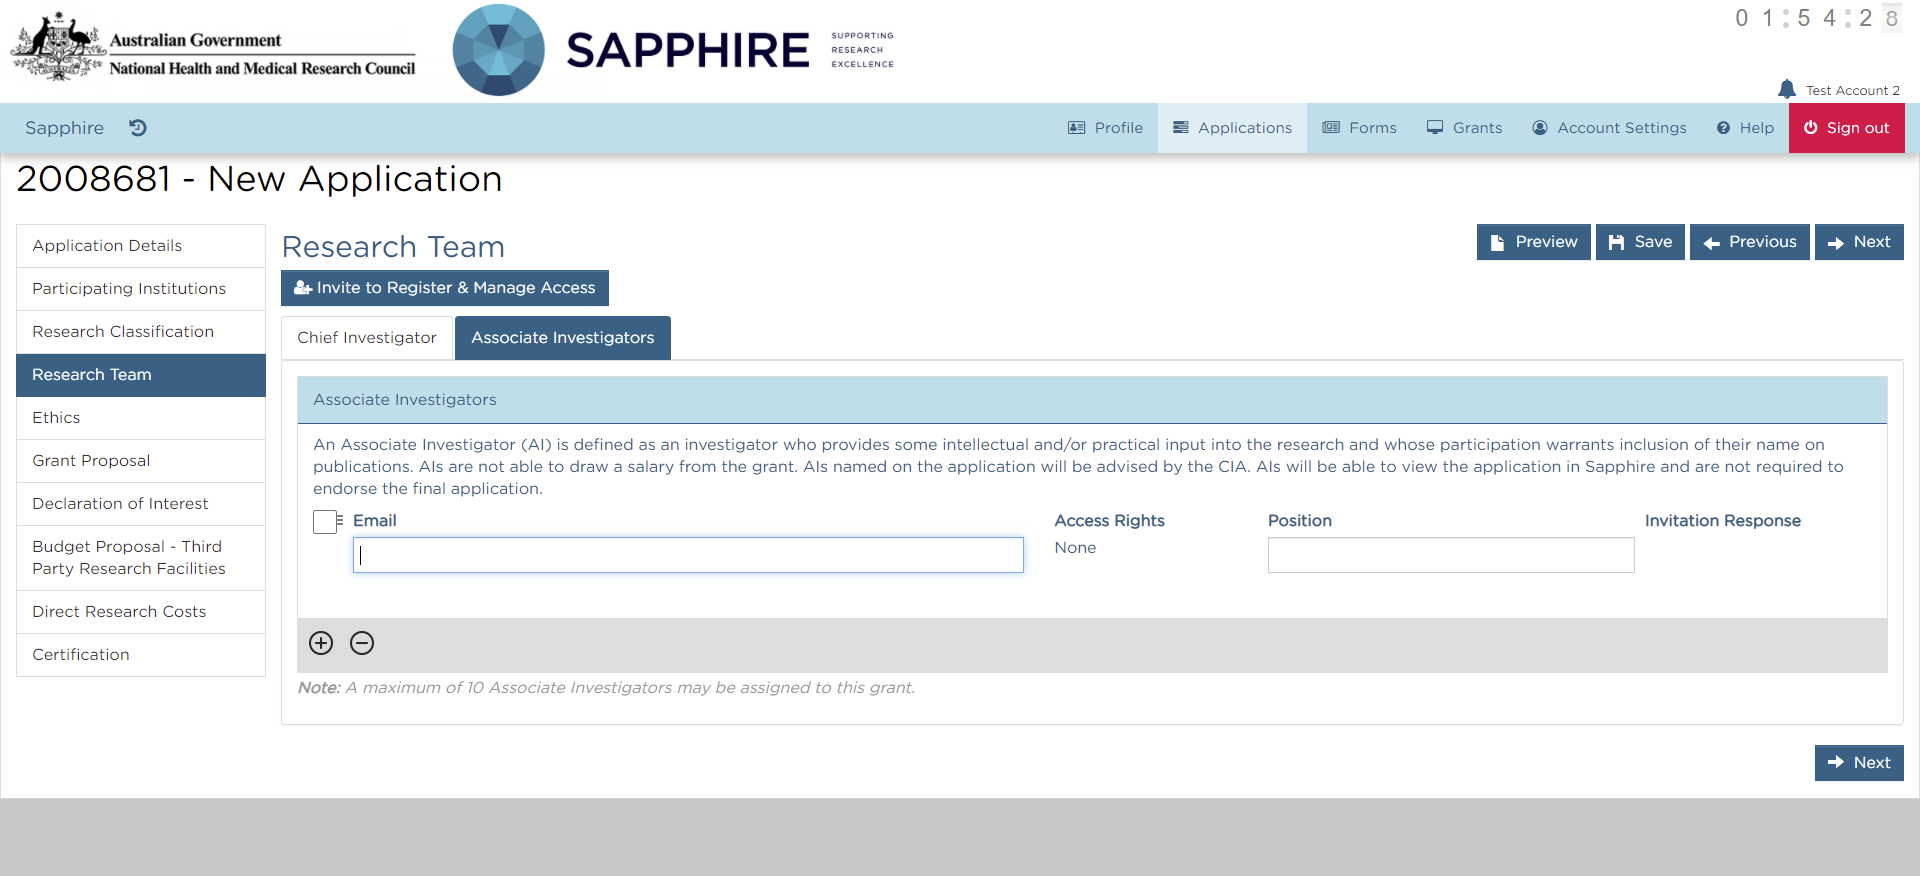 Australian Government
National Health and Medical Research Council
SAPPHIRE
SUPPORTING
RESEARCH
EXCELLENCE
01:54:28
Test Account 2
Sapphire
Profile
Applications
Forms
Grants
Account Settings
Help
Sign out
2008681 - New Application
Application Details
Participating Institutions
Research Classification
Research Team
Ethics
Grant Proposal
Declaration of Interest
Budget Proposal - Third
Party Research Facilities
Direct Research Costs
Certification
Research Team
Preview
Save
Previous
Next
Invite to Register & Manage Access
Chief Investigator
Associate Investigators
Associate Investigators
An Associate Investigator (AI) is defined as an investigator who provides some intellectual and/or practical input into the research and whose participation warrants inclusion of their name on
publications. AIs are not able to draw a salary from the grant. AIs named on the application will be advised by the CIA. AIs will be able to view the application in Sapphire and are not required to
endorse the final application.
Email
Access Rights
Position
Invitation Response
None
Note: A maximum of 10 Associate Investigators may be assigned to this grant.
Next